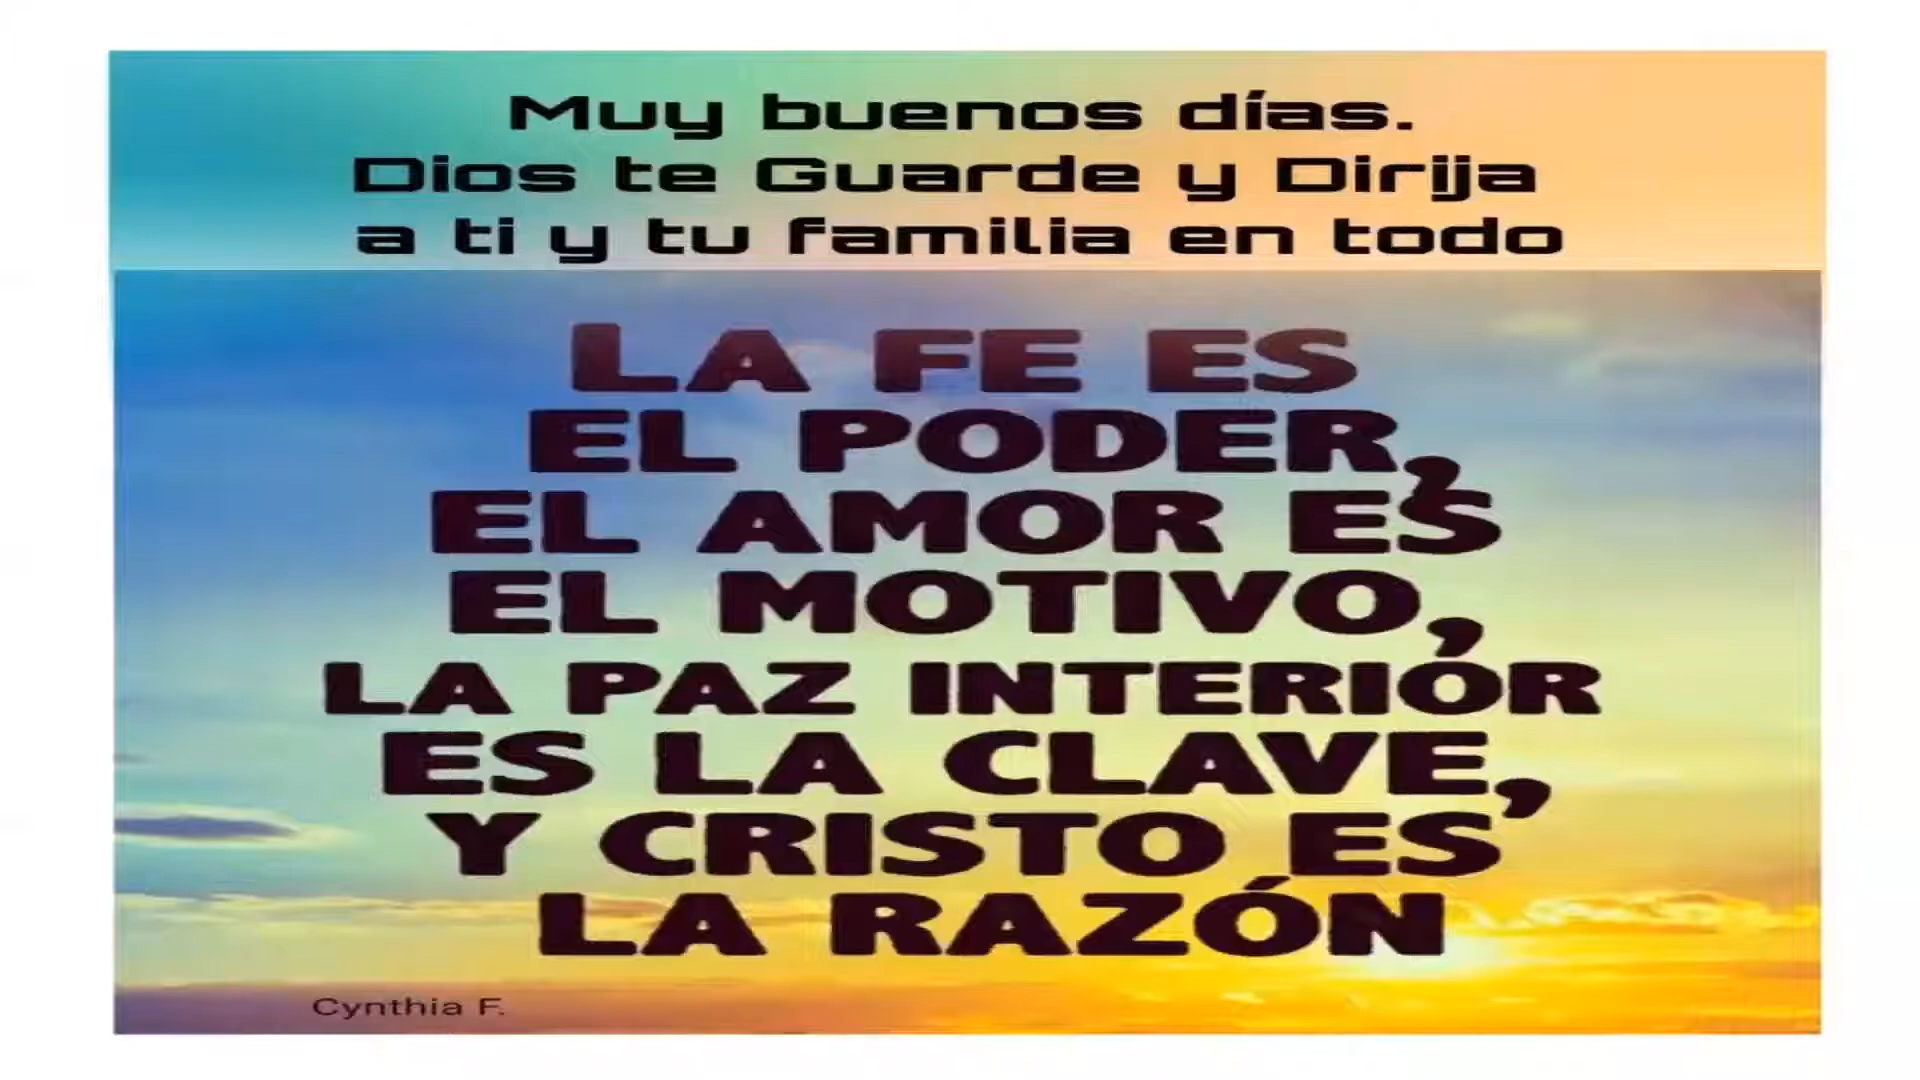 Muy buenos días.
Dios te Guarde y Dirija
a ti y tu familia en todo
LA FE ES
EL PODER,
EL AMOR ES
EL MOTIVO,
LA PAZ INTERIOR
ES LA CLAVE,
Y CRISTO ES
LA RAZÓN
Cynthia F.